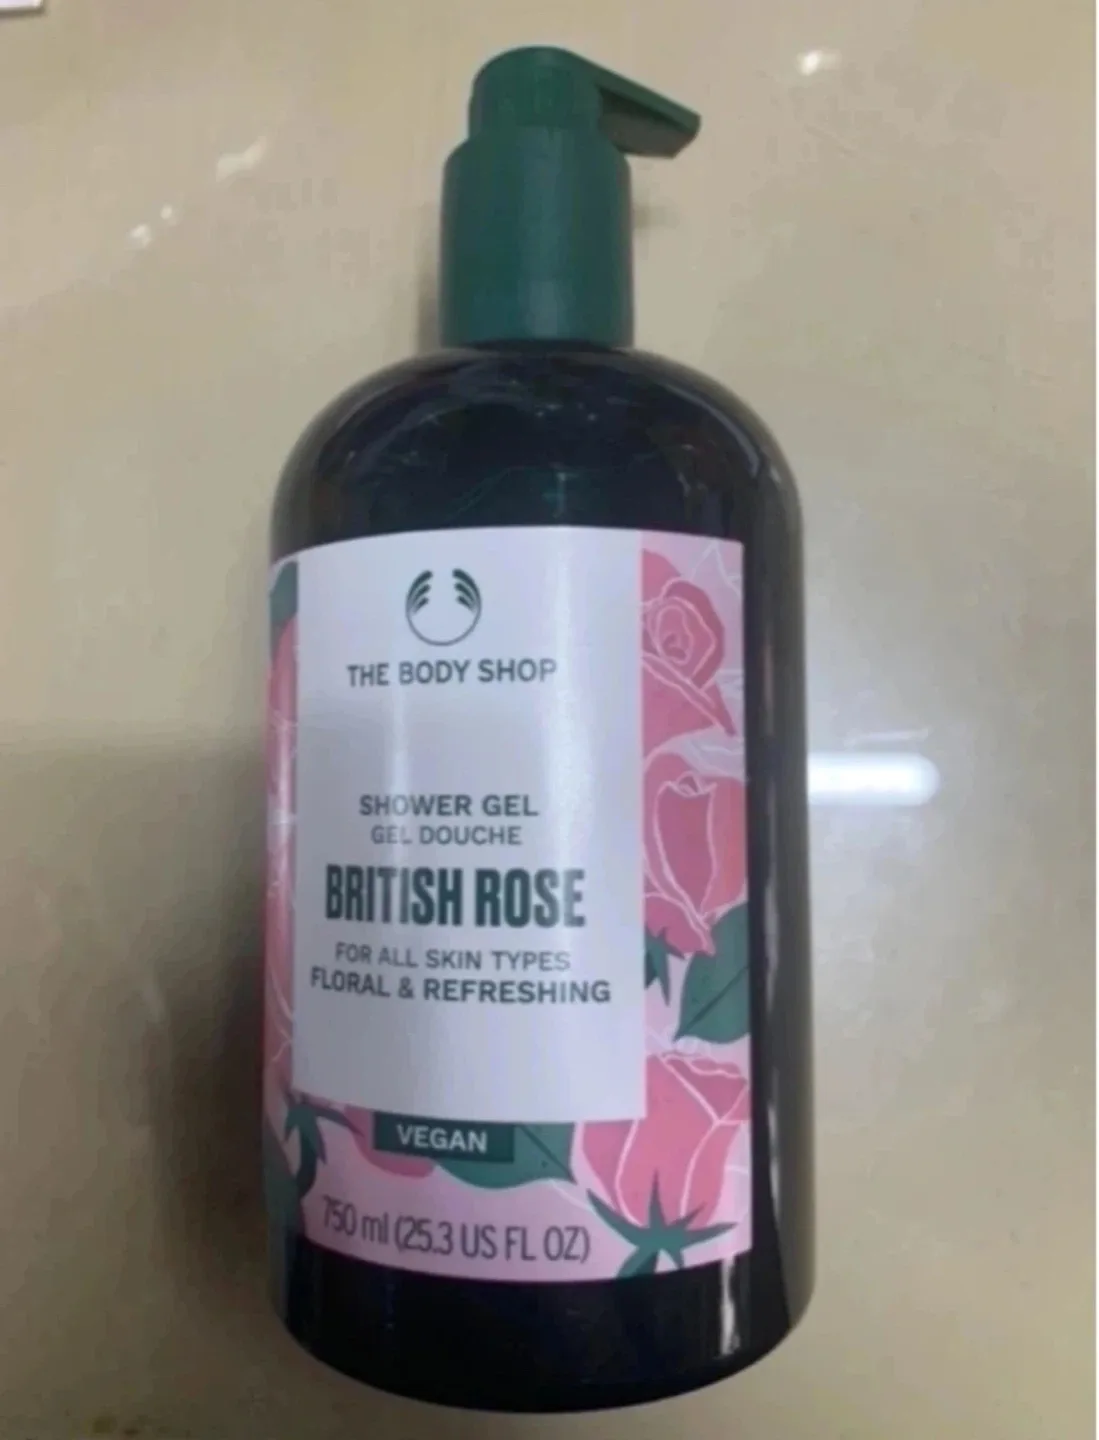 THE BODY SHOP
SHOWER GEL
GEL DOUCHE
BRITISH ROSE
FOR ALL SKIN TYPES
FLORAL & REFRESHING
VEGAN
750 ml (25.3 US FL OZ)